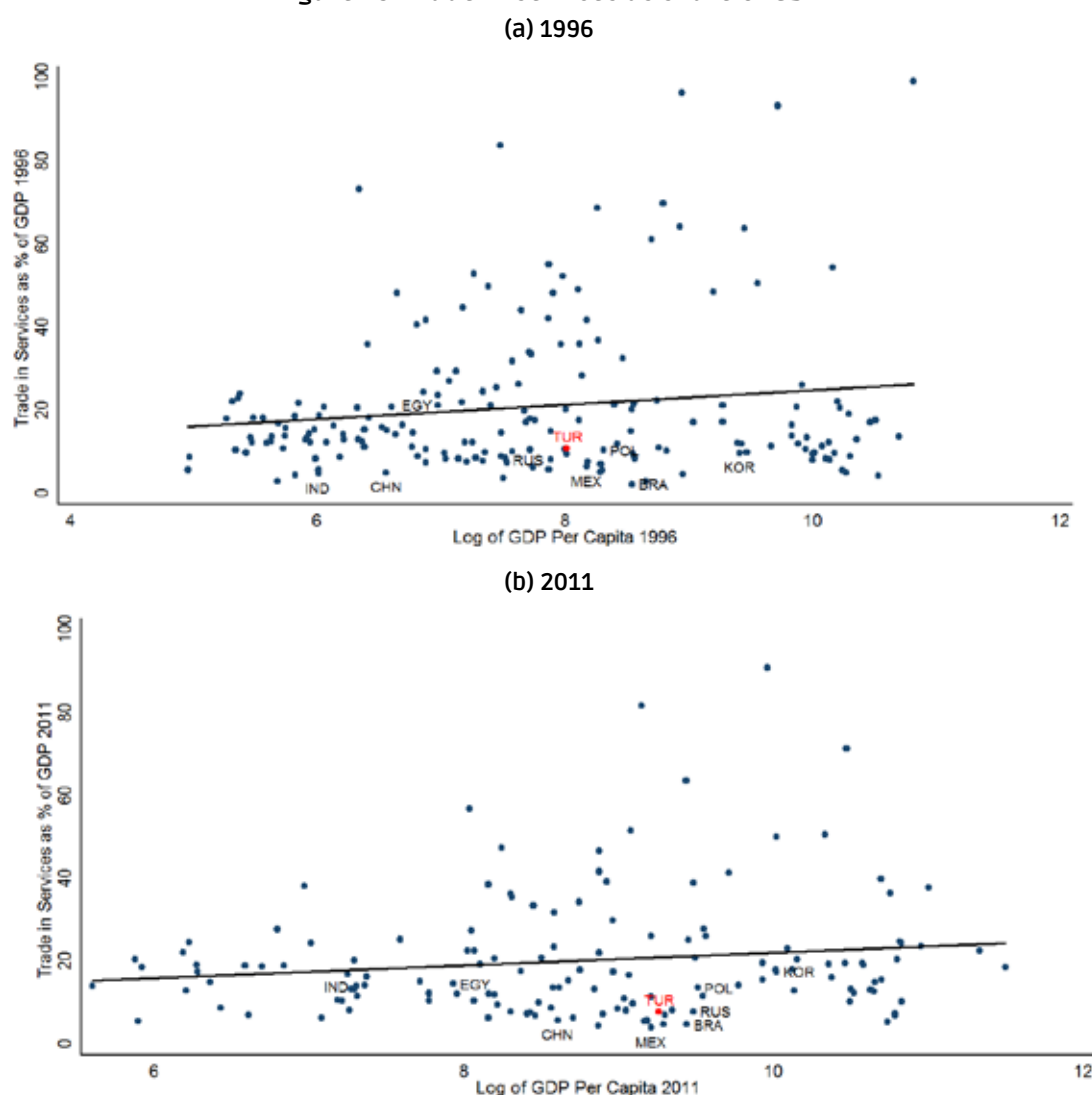 (a) 1996
100
80
60
40
20
0
Trade in Services as % of GDP 1996
EGY
TUR
RUS
POL
IND
CHN
MEX
BRA
KOR
4
6
8
10
12
Log of GDP Per Capita 1996
(b) 2011
100
80
60
40
20
0
Trade in Services as % of GDP 2011
IND
EGY
KOR
POL
TUR
RUS
BRA
CHN
MEX
6
8
10
12
Log of GDP Per Capita 2011